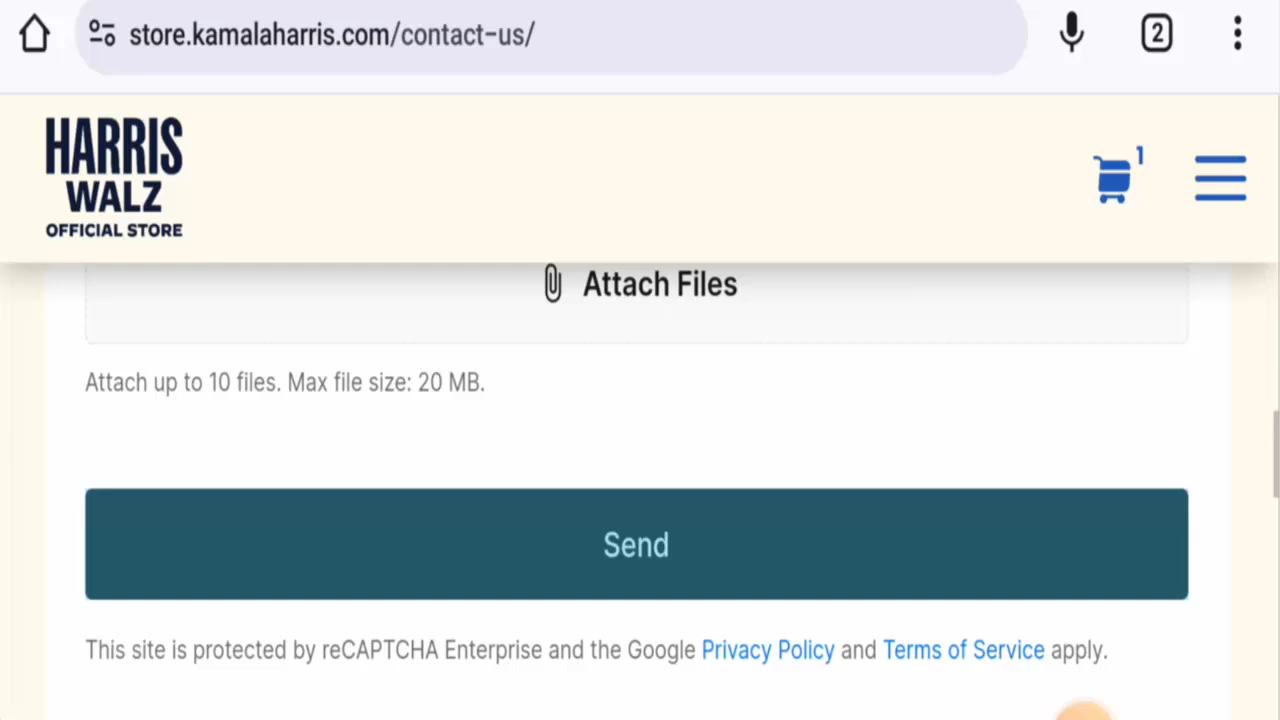 store.kamalaharris.com/contact-us/
2
HARRIS
WALZ
OFFICIAL STORE
1
Attach Files
Attach up to 10 files. Max file size: 20 MB.
Send
This site is protected by reCAPTCHA Enterprise and the Google Privacy Policy and Terms of Service apply.